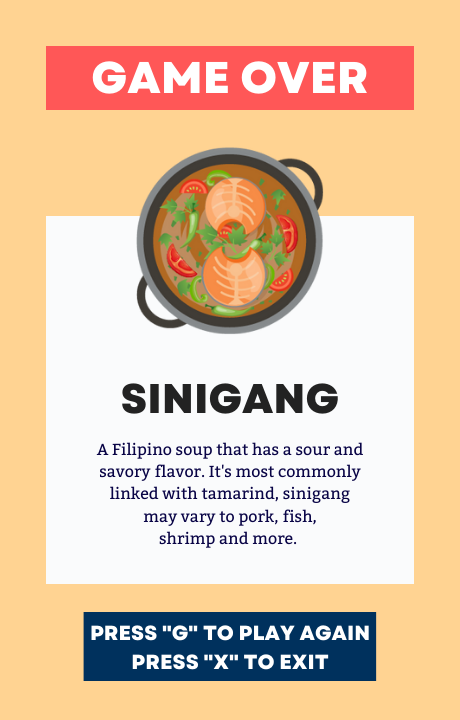 GAME OVER
SINIGANG
A Filipino soup that has a sour and
savory flavor. It's most commonly
linked with tamarind, sinigang
may vary to pork, fish,
shrimp and more.
PRESS "G" TO PLAY AGAIN
PRESS "X" TO EXIT